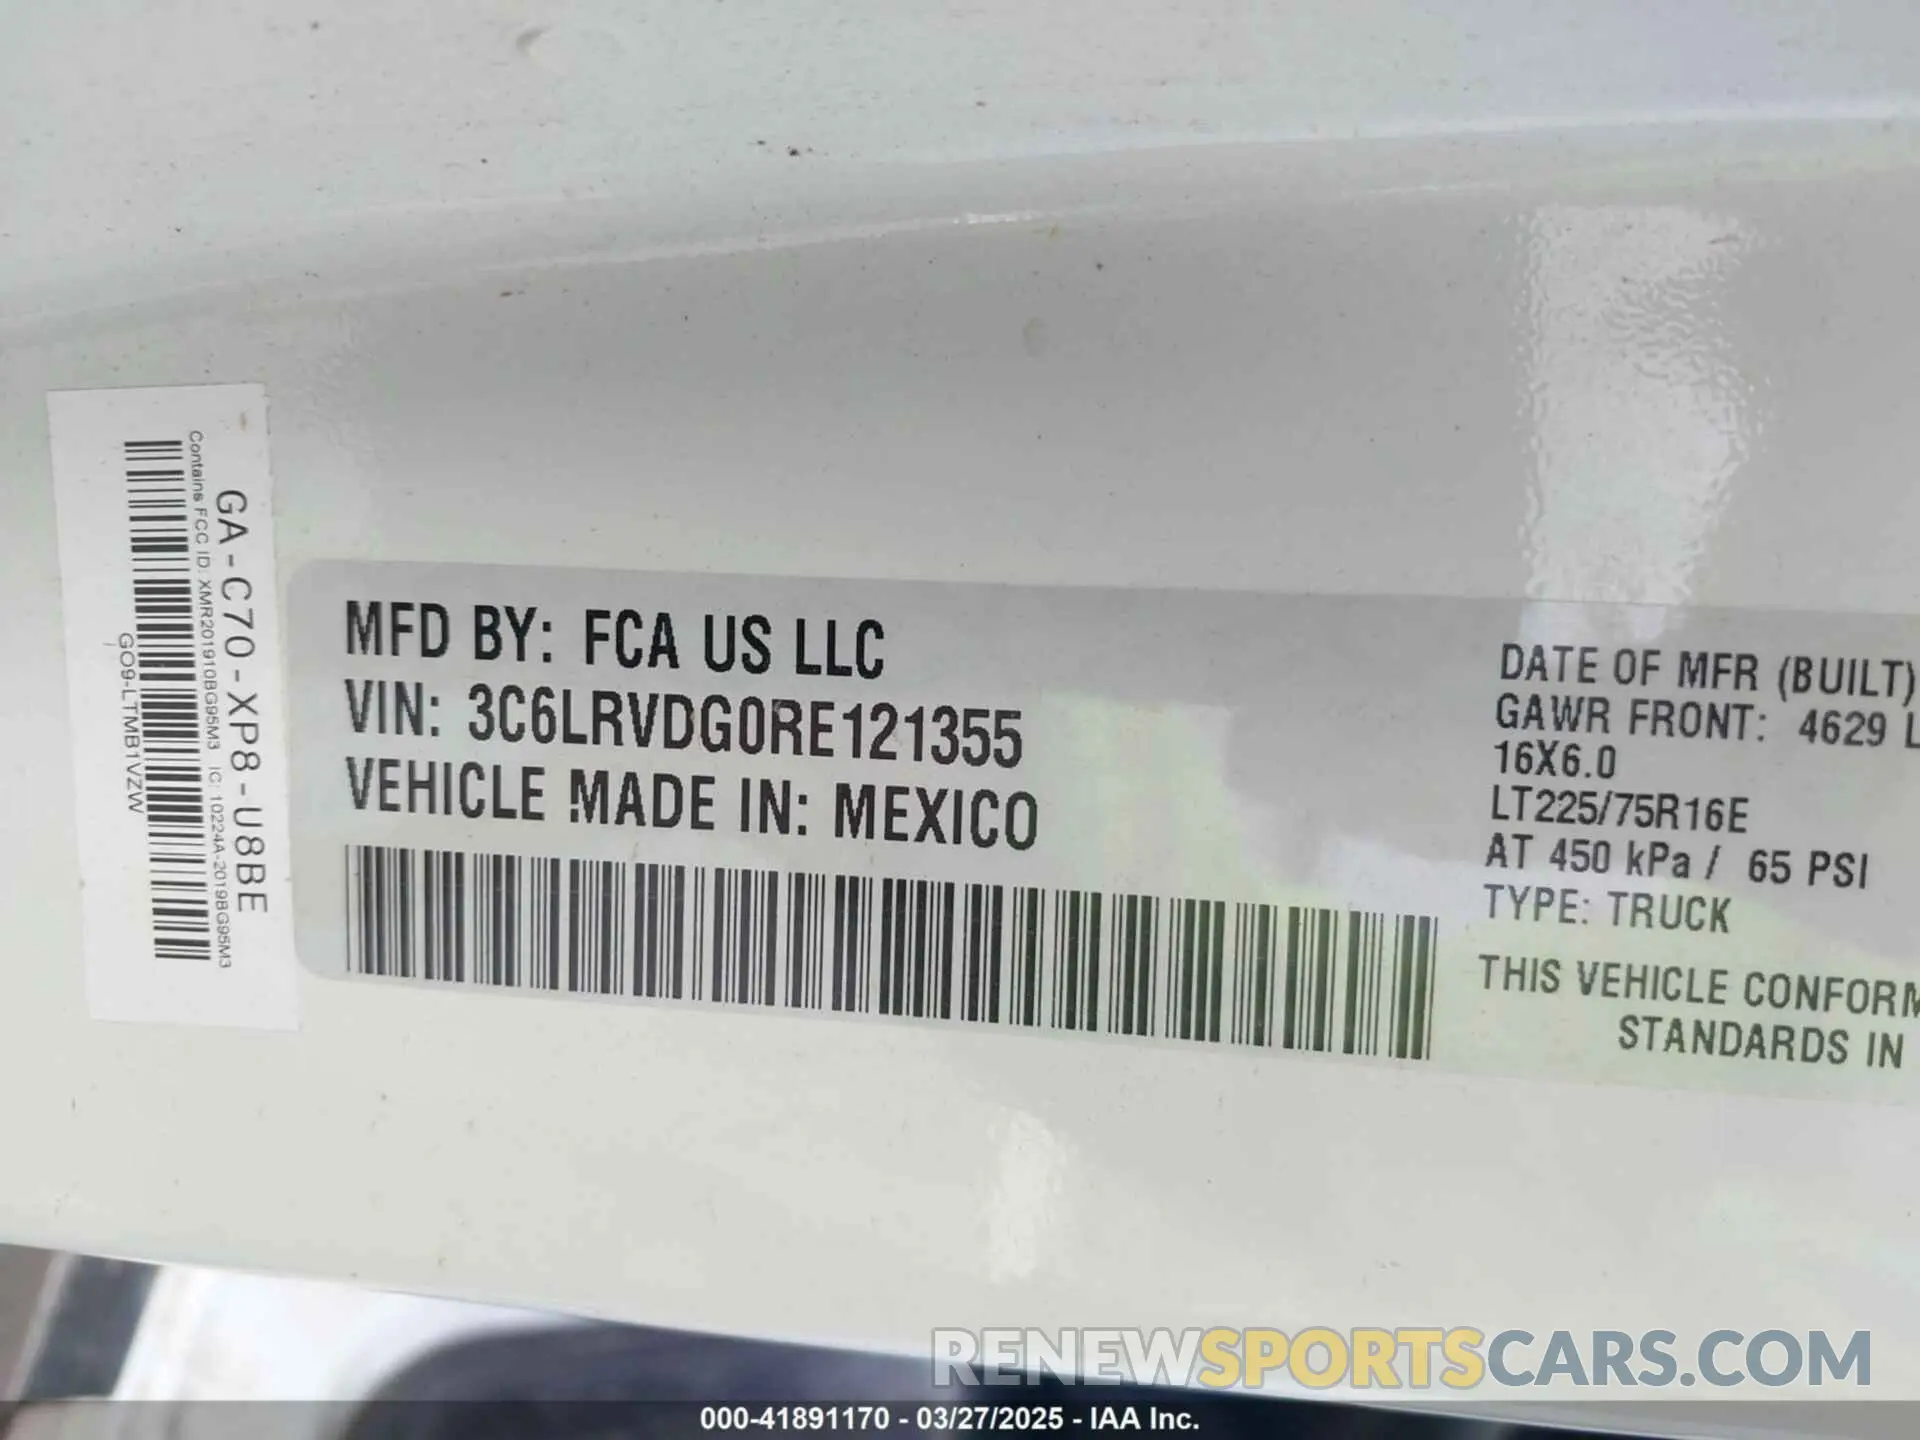 GA-C70-XP8-U8BE
Contains FCC ID: XMR201910BG95M3 IC: 10224A-2019BG95M3
GO9-LTMB1VZW
MFD BY: FCA US LLC
VIN: 3C6LRVDG0RE121355
VEHICLE MADE IN: MEXICO
DATE OF MFR (BUILT)
GAWR FRONT: 4629 L
16X6.0
LT225/75R16E
AT 450 kPa / 65 PSI
TYPE: TRUCK
THIS VEHICLE CONFORM
STANDARDS IN
RENEWSPORTSCARS.COM
000-41891170 - 03/27/2025 - IAA Inc.